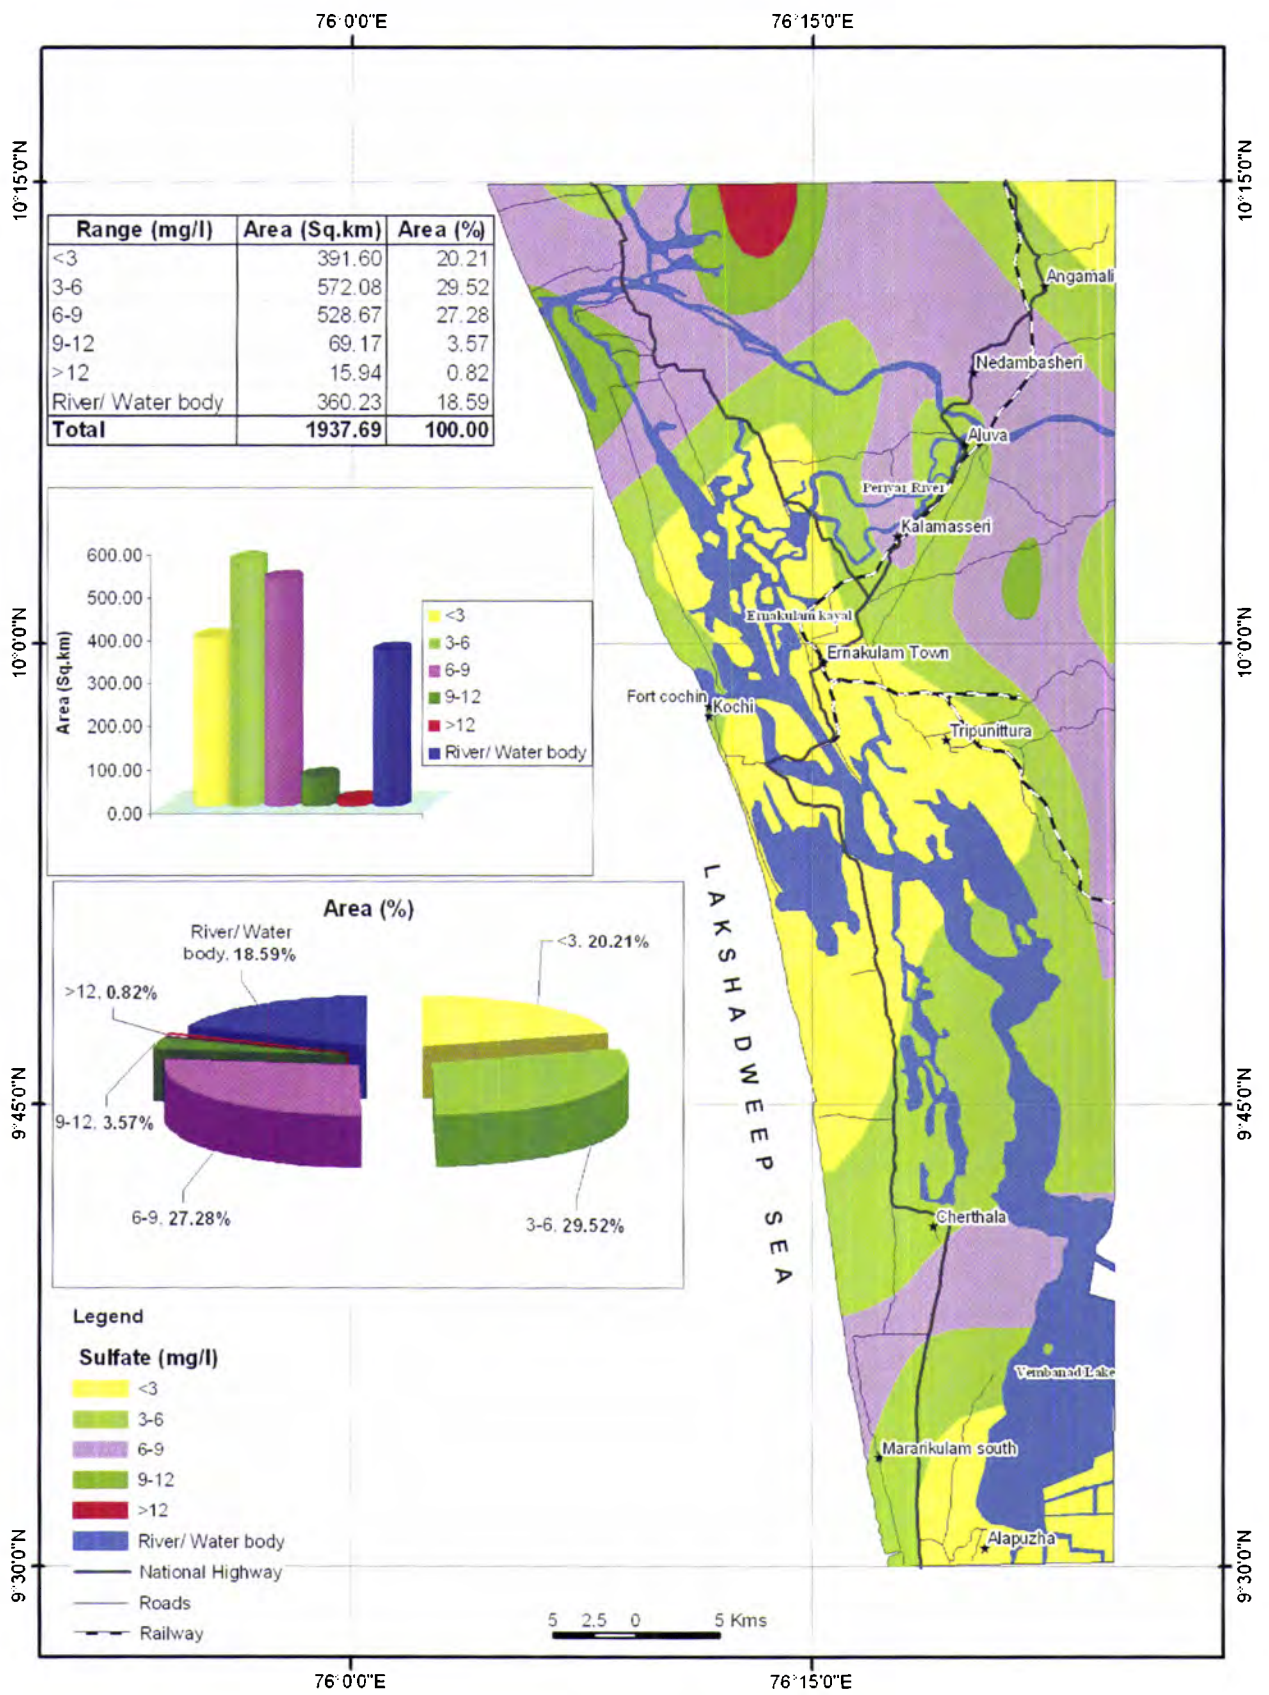 76°0'0"E 76°15'0"E
10°15'0"N 10°15'0"N
Range (mg/l) Area (Sq.km) Area (%)
<3 391.60 20.21
3-6 572.08 29.52
6-9 528.67 27.28
9-12 69.17 3.57
>12 15.94 0.82
River/ Water body 360.23 18.59
Total 1937.69 100.00
Angamali
Nedambasheri
Aluva
Periyar River
Kalamasseri
Ernakulam kayal
Ernakulam Town
Fort cochin
Kochi
Tripunittura
10°0'0"N 10°0'0"N
Area (Sq.km)
600.00
500.00
400.00
300.00
200.00
100.00
0.00
<3
3-6
6-9
9-12
>12
River/ Water body
LAKSHADWEEP SEA
Area (%)
River/ Water
body, 18.59%
<3, 20.21%
>12, 0.82%
9-12, 3.57%
6-9, 27.28%
3-6, 29.52%
9°45'0"N 9°45'0"N
Cherthala
Vembanad Lake
Mararikulam south
Alapuzha
Legend
Sulfate (mg/l)
<3
3-6
6-9
9-12
>12
River/ Water body
National Highway
Roads
Railway
9°30'0"N 9°30'0"N
5 2.5 0 5 Kms
76°0'0"E 76°15'0"E